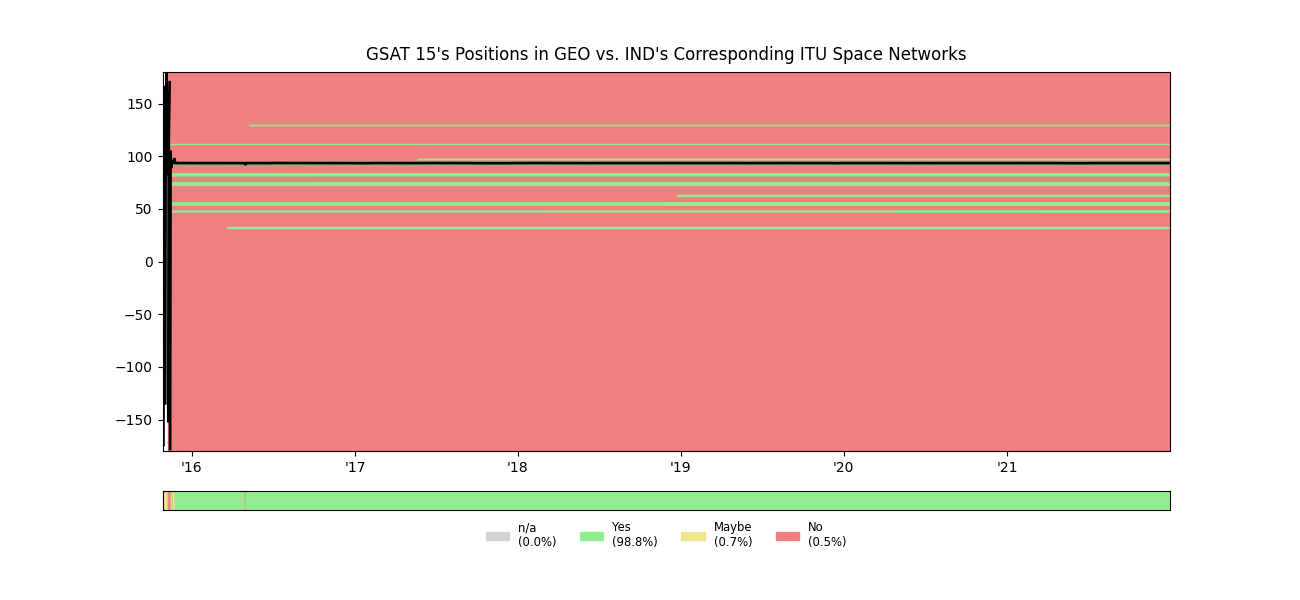 GSAT 15's Positions in GEO vs. IND's Corresponding ITU Space Networks
150
100
50
0
−50
−100
−150
'16 '17 '18 '19 '20 '21
n/a Yes Maybe No
(0.0%) (98.8%) (0.7%) (0.5%)